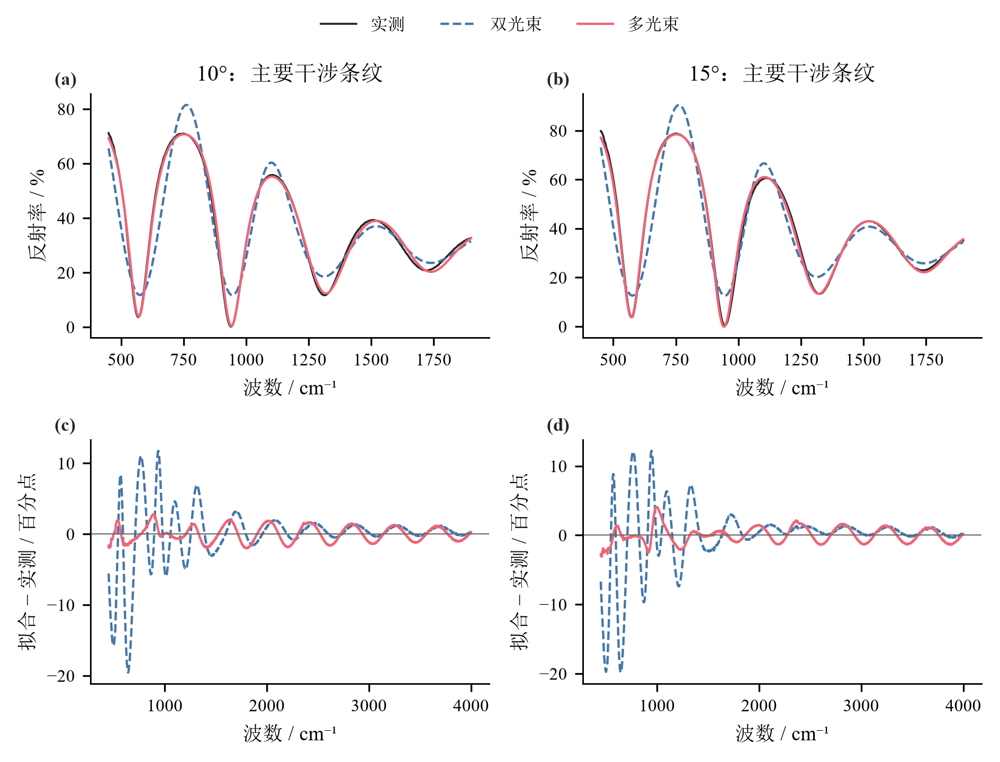 实测 双光束 多光束
(a) 10°：主要干涉条纹
反射率 / %
80
60
40
20
0
500 750 1000 1250 1500 1750
波数 / cm⁻¹
(b) 15°：主要干涉条纹
反射率 / %
80
60
40
20
0
500 750 1000 1250 1500 1750
波数 / cm⁻¹
(c)
拟合 − 实测 / 百分点
10
0
−10
−20
1000 2000 3000 4000
波数 / cm⁻¹
(d)
拟合 − 实测 / 百分点
10
0
−10
−20
1000 2000 3000 4000
波数 / cm⁻¹